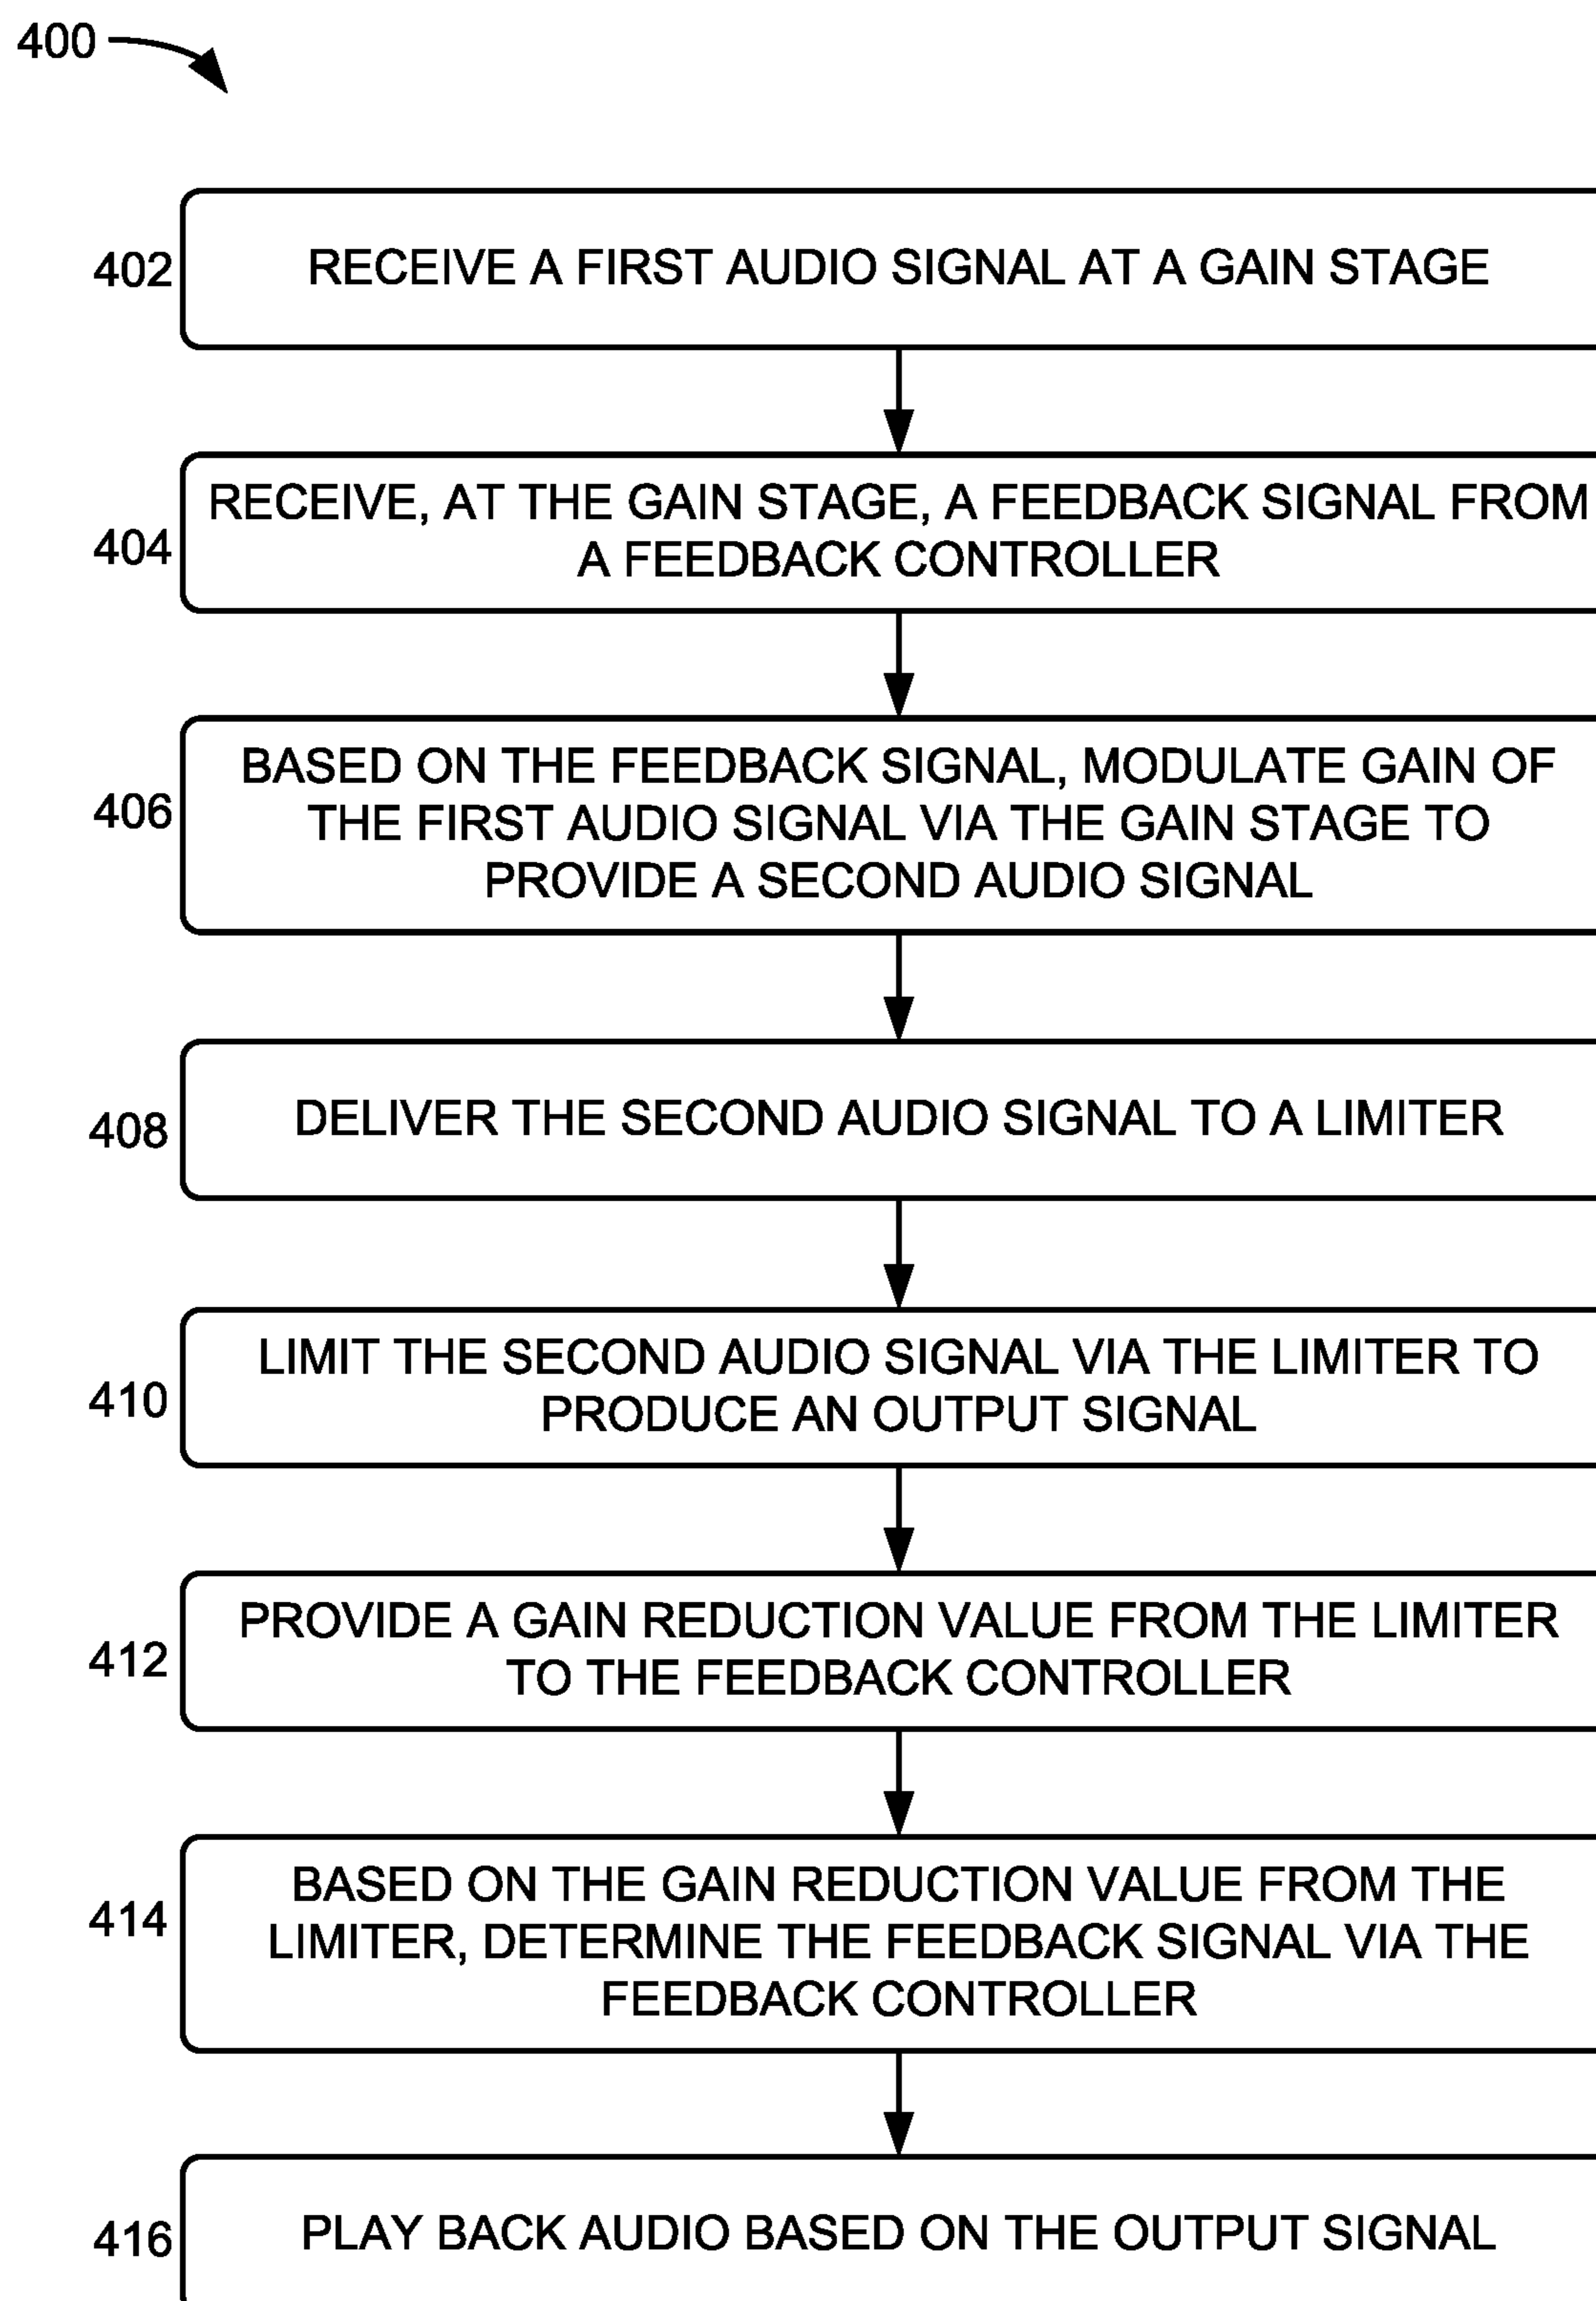 400
402
RECEIVE A FIRST AUDIO SIGNAL AT A GAIN STAGE
404
RECEIVE, AT THE GAIN STAGE, A FEEDBACK SIGNAL FROM
A FEEDBACK CONTROLLER
406
BASED ON THE FEEDBACK SIGNAL, MODULATE GAIN OF
THE FIRST AUDIO SIGNAL VIA THE GAIN STAGE TO
PROVIDE A SECOND AUDIO SIGNAL
408
DELIVER THE SECOND AUDIO SIGNAL TO A LIMITER
410
LIMIT THE SECOND AUDIO SIGNAL VIA THE LIMITER TO
PRODUCE AN OUTPUT SIGNAL
412
PROVIDE A GAIN REDUCTION VALUE FROM THE LIMITER
TO THE FEEDBACK CONTROLLER
414
BASED ON THE GAIN REDUCTION VALUE FROM THE
LIMITER, DETERMINE THE FEEDBACK SIGNAL VIA THE
FEEDBACK CONTROLLER
416
PLAY BACK AUDIO BASED ON THE OUTPUT SIGNAL